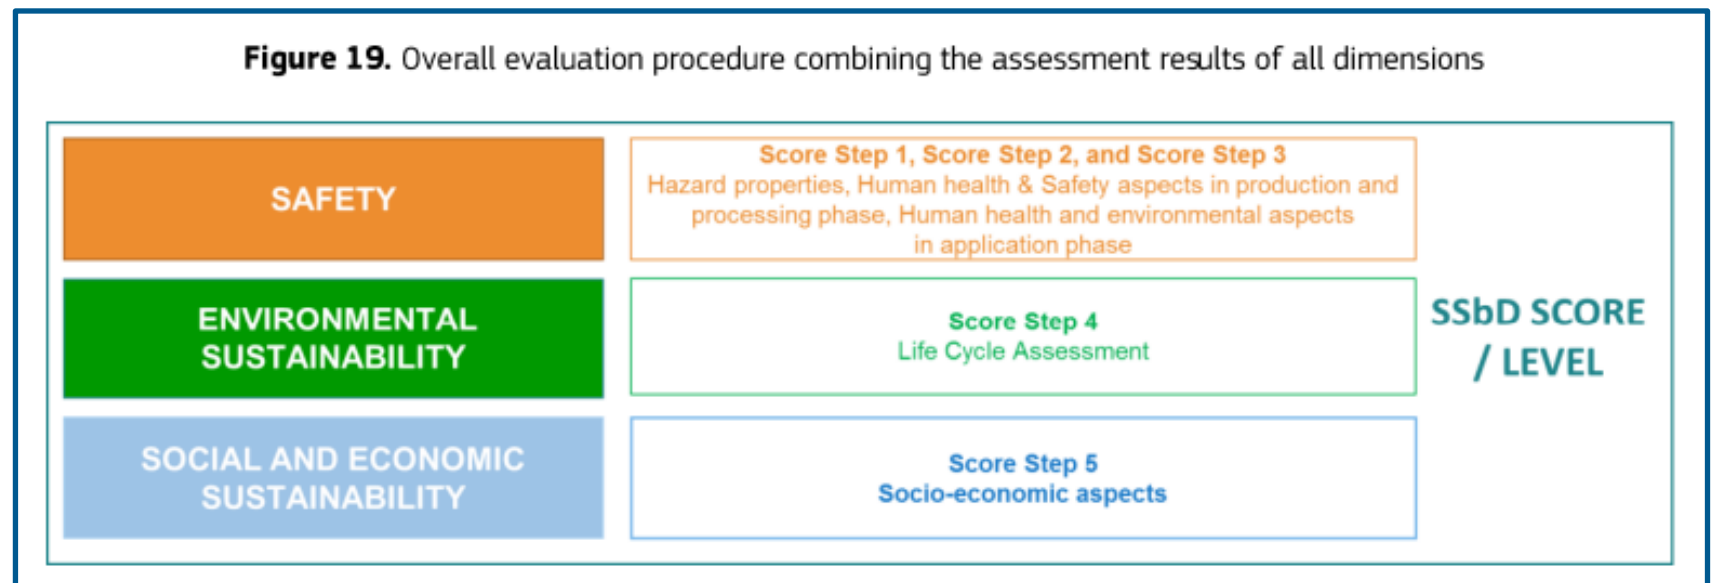 Figure 19. Overall evaluation procedure combining the assessment results of all dimensions
SAFETY
Score Step 1, Score Step 2, and Score Step 3
Hazard properties, Human health & Safety aspects in production and
processing phase, Human health and environmental aspects
in application phase
ENVIRONMENTAL
SUSTAINABILITY
Score Step 4
Life Cycle Assessment
SOCIAL AND ECONOMIC
SUSTAINABILITY
Score Step 5
Socio-economic aspects
SSbD SCORE
/ LEVEL